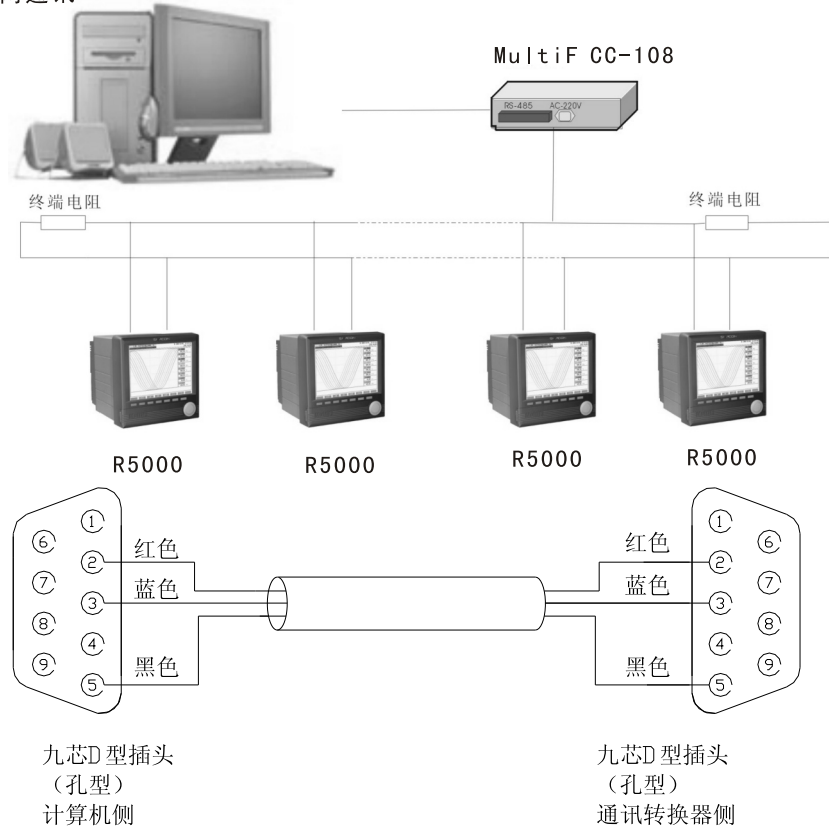 MultiF CC-108
RS-485 AC-220V
终端电阻 终端电阻
R5000 R5000 R5000 R5000
1 1
6 6
2 红色 红色 2
7 7
3 蓝色 蓝色 3
8 8
4 4
9 9
5 黑色 黑色 5
九芯D型插头 九芯D型插头
(孔型) (孔型)
计算机侧 通讯转换器侧